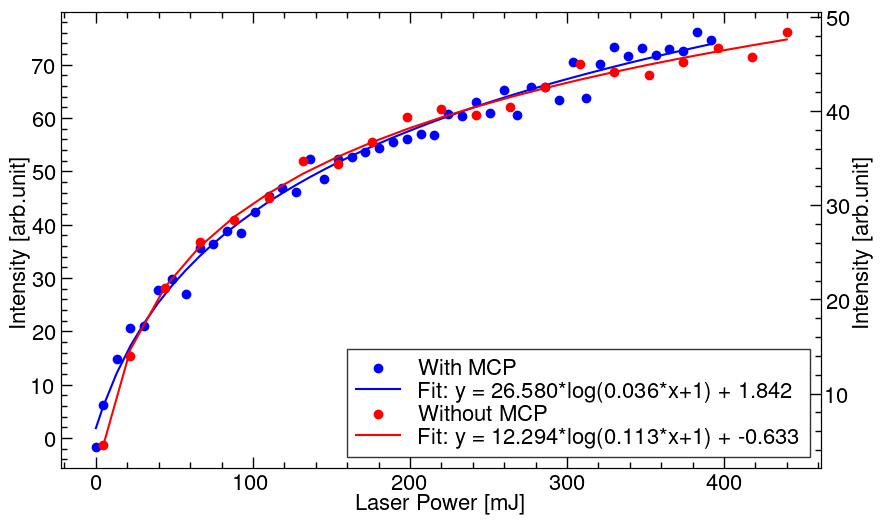 50
70
60
50
40
30
20
10
0
Intensity [arb.unit]
40
30
20
10
Intensity [arb.unit]
With MCP
Fit: y = 26.580*log(0.036*x+1) + 1.842
Without MCP
Fit: y = 12.294*log(0.113*x+1) + -0.633
0 100 200 300 400
Laser Power [mJ]